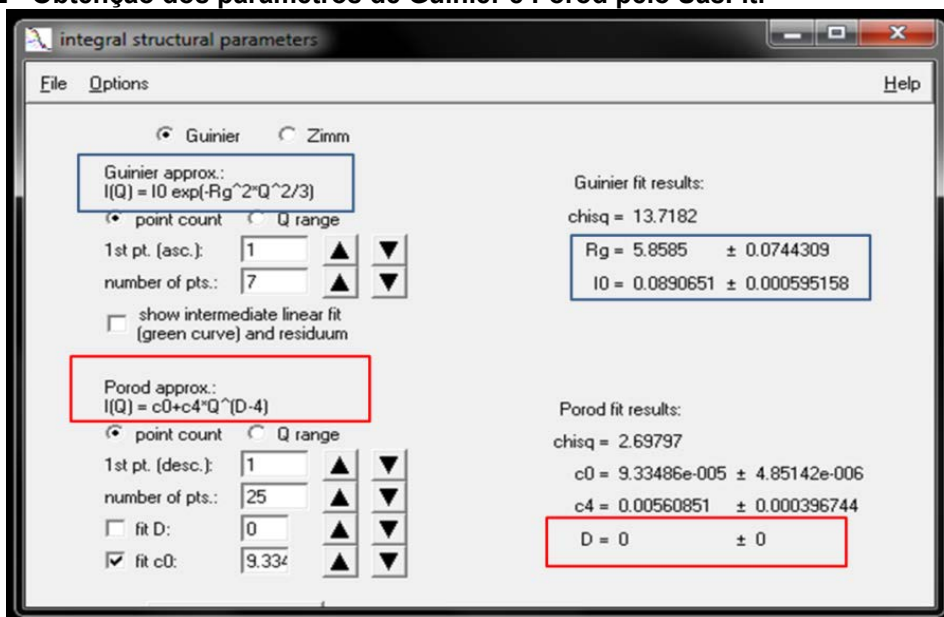 Obtenção dos parâmetros de Guinier e Porod pelo SasFit:
integral structural parameters
File Options Help
Guinier Zimm
Guinier approx.:
I(Q) = I0 exp(-Rg^2*Q^2/3)
point count Q range
1st pt. (asc.): 1
number of pts.: 7
show intermediate linear fit
(green curve) and residuum
Guinier fit results:
chisq = 13.7182
Rg = 5.8585 ± 0.0744309
I0 = 0.0890651 ± 0.000595158
Porod approx.:
I(Q) = c0+c4*Q^(D-4)
point count Q range
1st pt. (desc.): 1
number of pts.: 25
fit D: 0
fit c0: 9.334
Porod fit results:
chisq = 2.69797
c0 = 9.33486e-005 ± 4.85142e-006
c4 = 0.00560851 ± 0.000396744
D = 0 ± 0